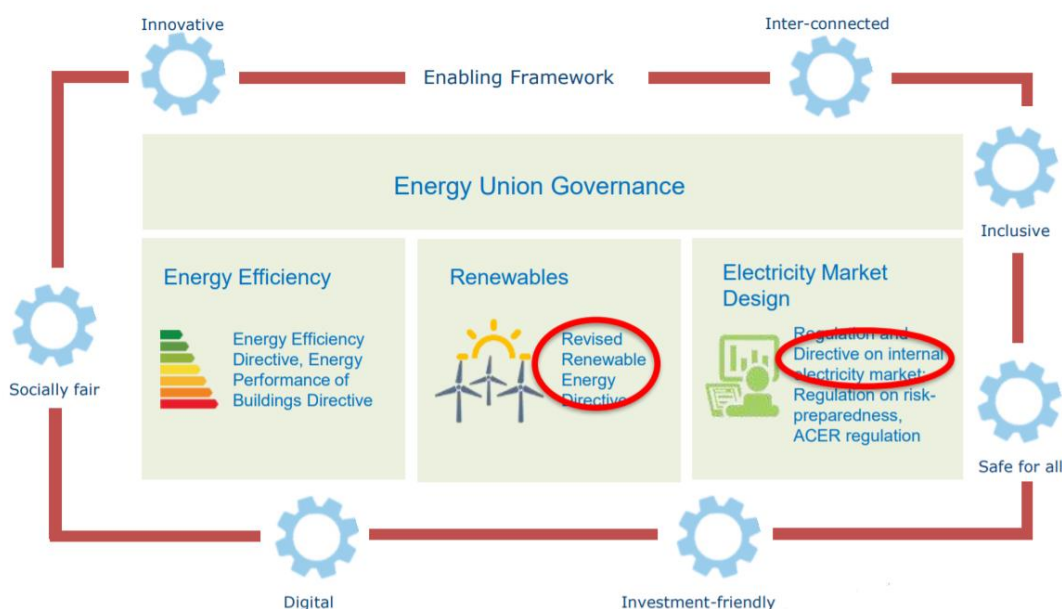 Innovative
Inter-connected
Enabling Framework
Energy Union Governance
Inclusive
Energy Efficiency
Energy Efficiency
Directive, Energy
Performance of
Buildings Directive
Renewables
Revised
Renewable
Energy
Directive
Electricity Market
Design
Regulation and
Directive on internal
electricity market;
Regulation on risk-
preparedness,
ACER regulation
Socially fair
Safe for all
Digital
Investment-friendly